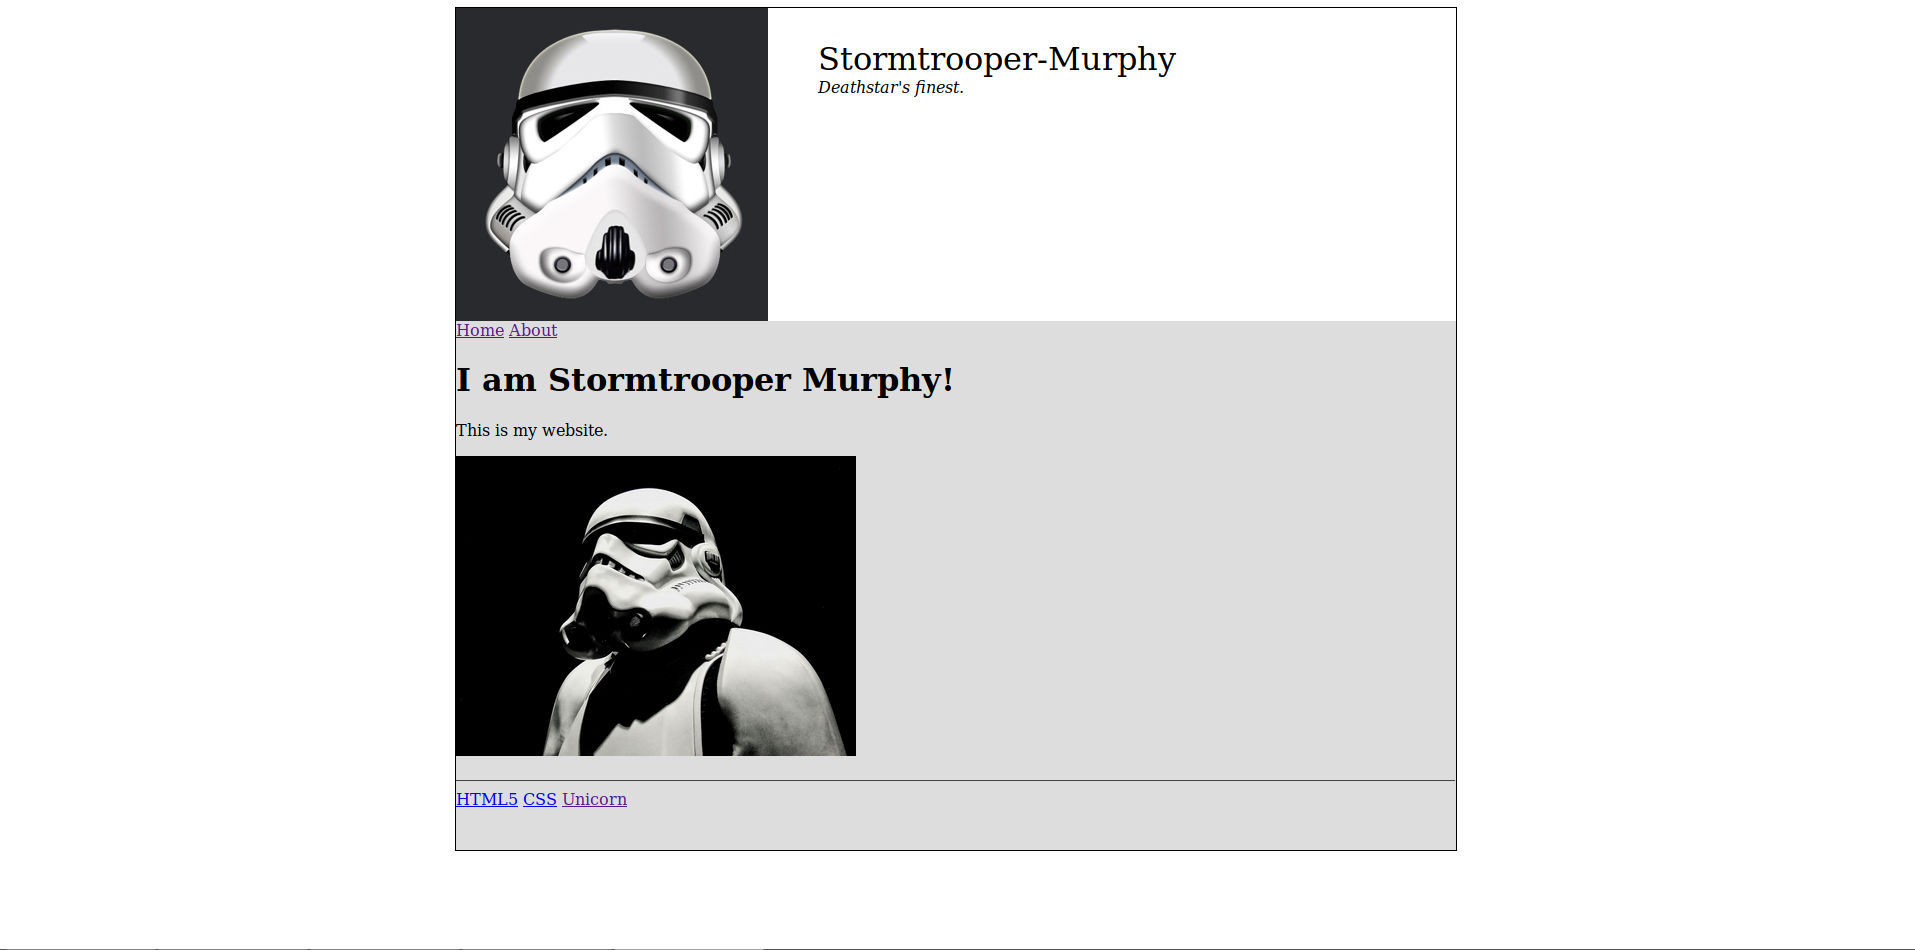 Stormtrooper-Murphy
Deathstar's finest.
Home About
I am Stormtrooper Murphy!
This is my website.
HTML5 CSS Unicorn